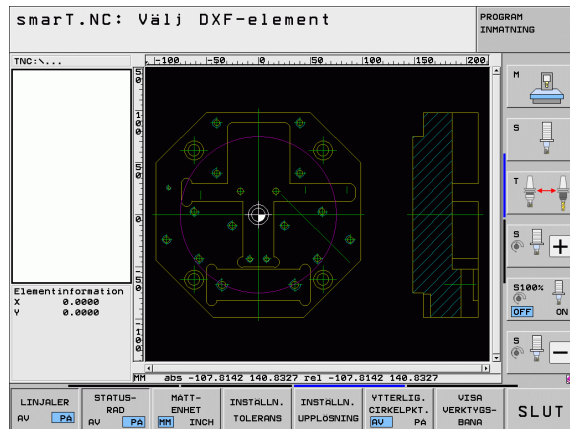 smarT.NC: Välj DXF-element
PROGRAM
INMATNING
TNC:\...
-100 -50 0 50 100 150 200
M
S
T
S
S100%
OFF ON
S
Elementinformation
X 0.0000
Y 0.0000
MM abs -107.8142 140.8327 rel -107.8142 140.8327
LINJALER
AV PÅ
STATUS-
RAD
AV PÅ
MATT-
ENHET
MM INCH
INSTÄLLN.
TOLERANS
INSTÄLLN.
UPPLÖSNING
YTTERLIG.
CIRKELPKT.
AV PÅ
VISA
VERKTYGS-
BANA
SLUT